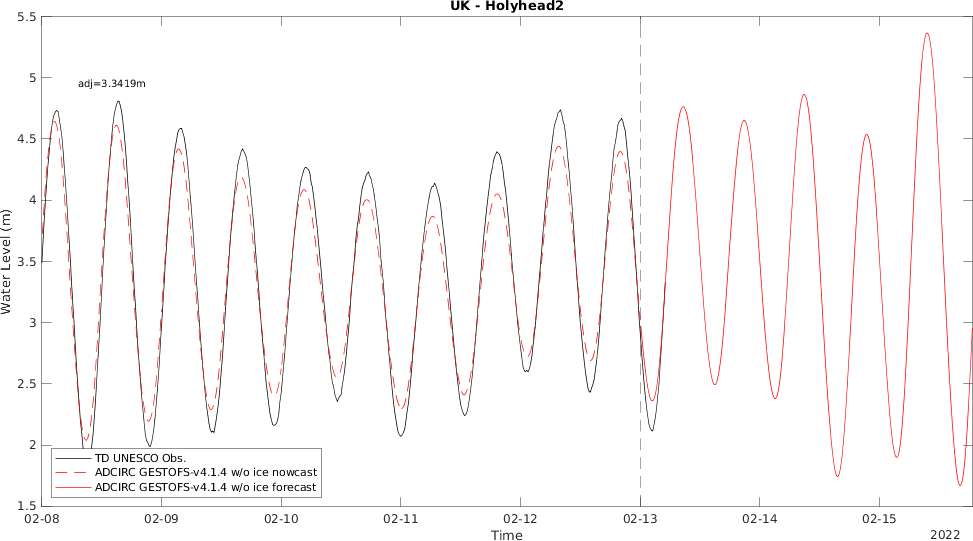 UK - Holyhead2
5.5
5
4.5
4
3.5
3
2.5
2
1.5
Water Level (m)
adj=3.3419m
TD UNESCO Obs.
ADCIRC GESTOFS-v4.1.4 w/o ice nowcast
ADCIRC GESTOFS-v4.1.4 w/o ice forecast
02-08 02-09 02-10 02-11 02-12 02-13 02-14 02-15
Time
2022